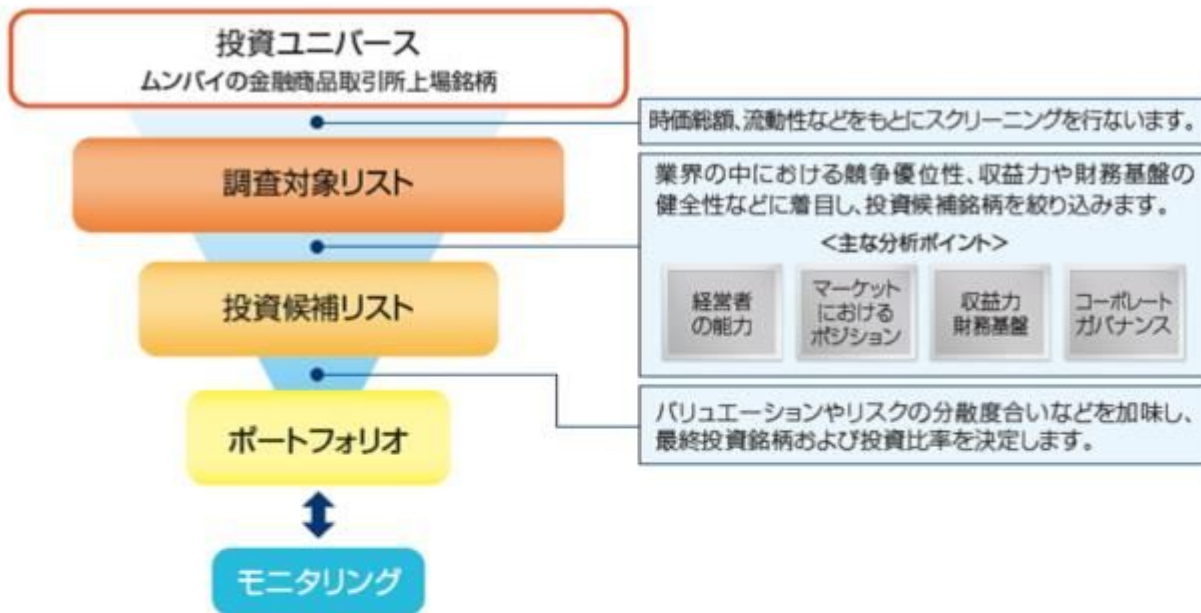 投資ユニバース
ムンバイの金融商品取引所上場銘柄
時価総額、流動性などをもとにスクリーニングを行ないます。
調査対象リスト
業界の中における競争優位性、収益力や財務基盤の
健全性などに着目し、投資候補銘柄を絞り込みます。
<主な分析ポイント>
経営者
の能力
マーケット
における
ポジション
収益力
財務基盤
コーポレート
ガバナンス
投資候補リスト
バリュエーションやリスクの分散度合いなどを加味し、
最終投資銘柄および投資比率を決定します。
ポートフォリオ
モニタリング